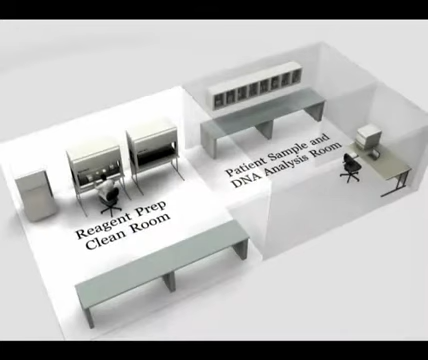 Patient Sample and
DNA Analysis Room
Reagent Prep
Clean Room